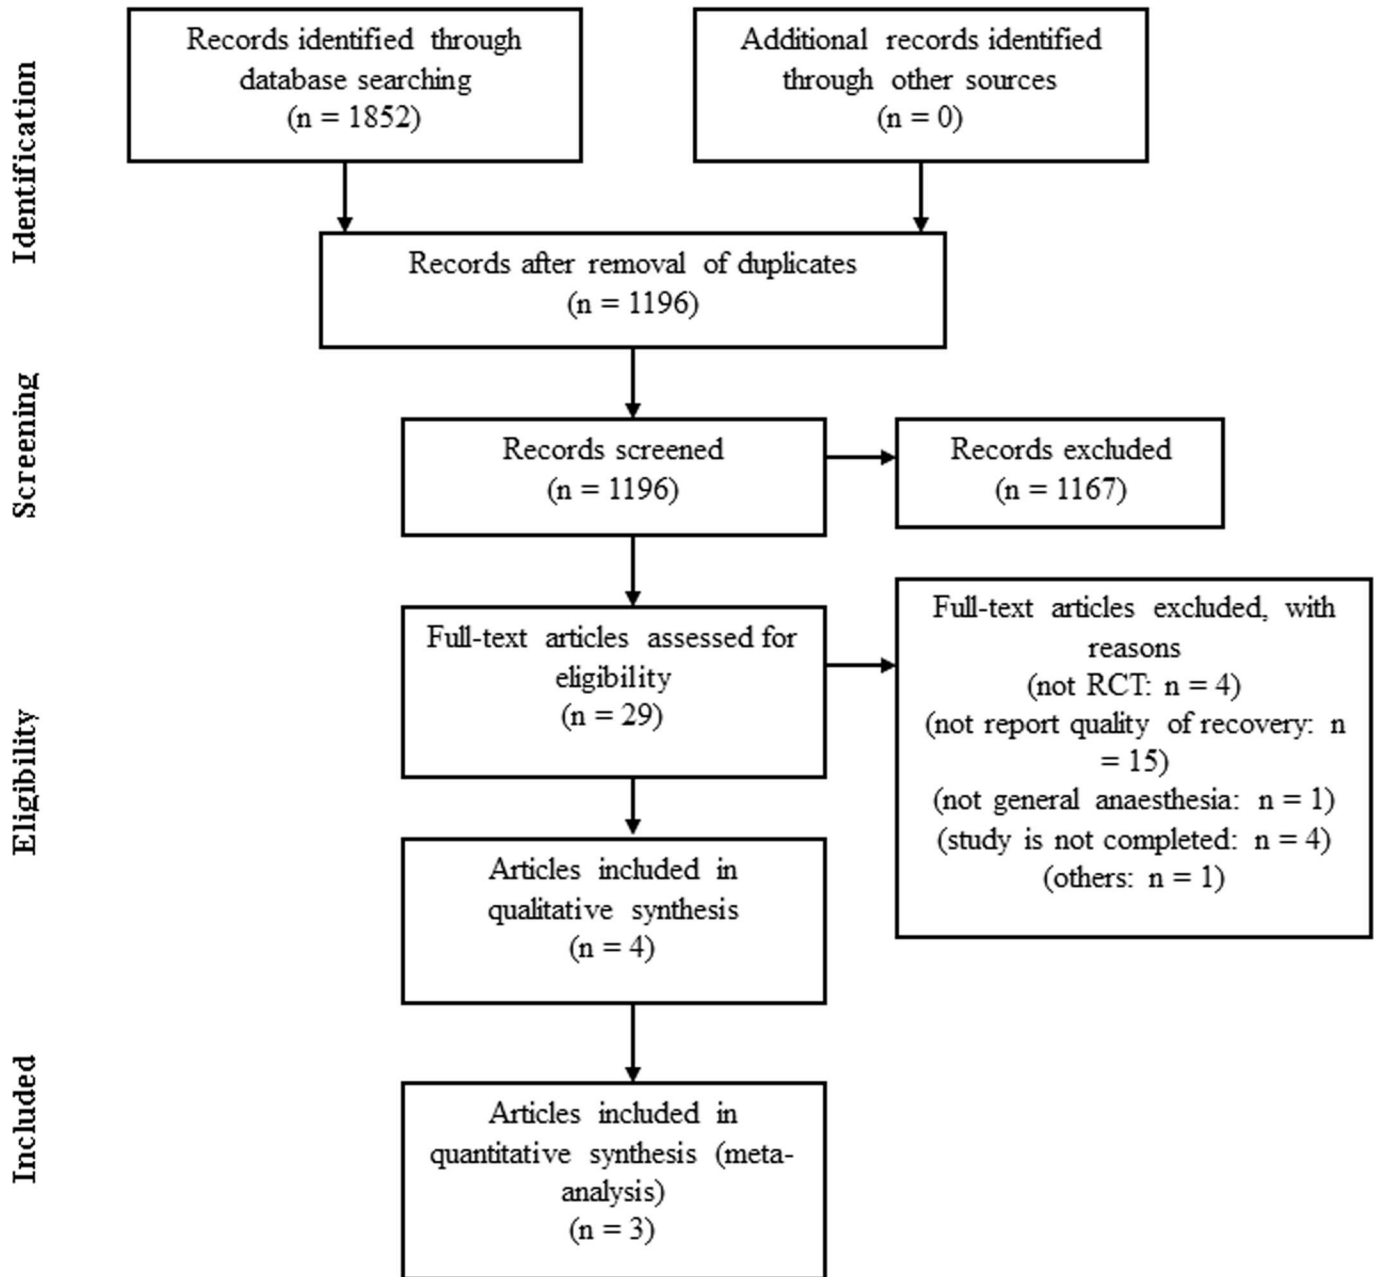 Identification
Records identified through
database searching
(n = 1852)
Additional records identified
through other sources
(n = 0)
Records after removal of duplicates
(n = 1196)
Screening
Records screened
(n = 1196)
Records excluded
(n = 1167)
Eligibility
Full-text articles assessed for
eligibility
(n = 29)
Full-text articles excluded, with
reasons
(not RCT: n = 4)
(not report quality of recovery: n
= 15)
(not general anaesthesia: n = 1)
(study is not completed: n = 4)
(others: n = 1)
Articles included in
qualitative synthesis
(n = 4)
Included
Articles included in
quantitative synthesis (meta-
analysis)
(n = 3)